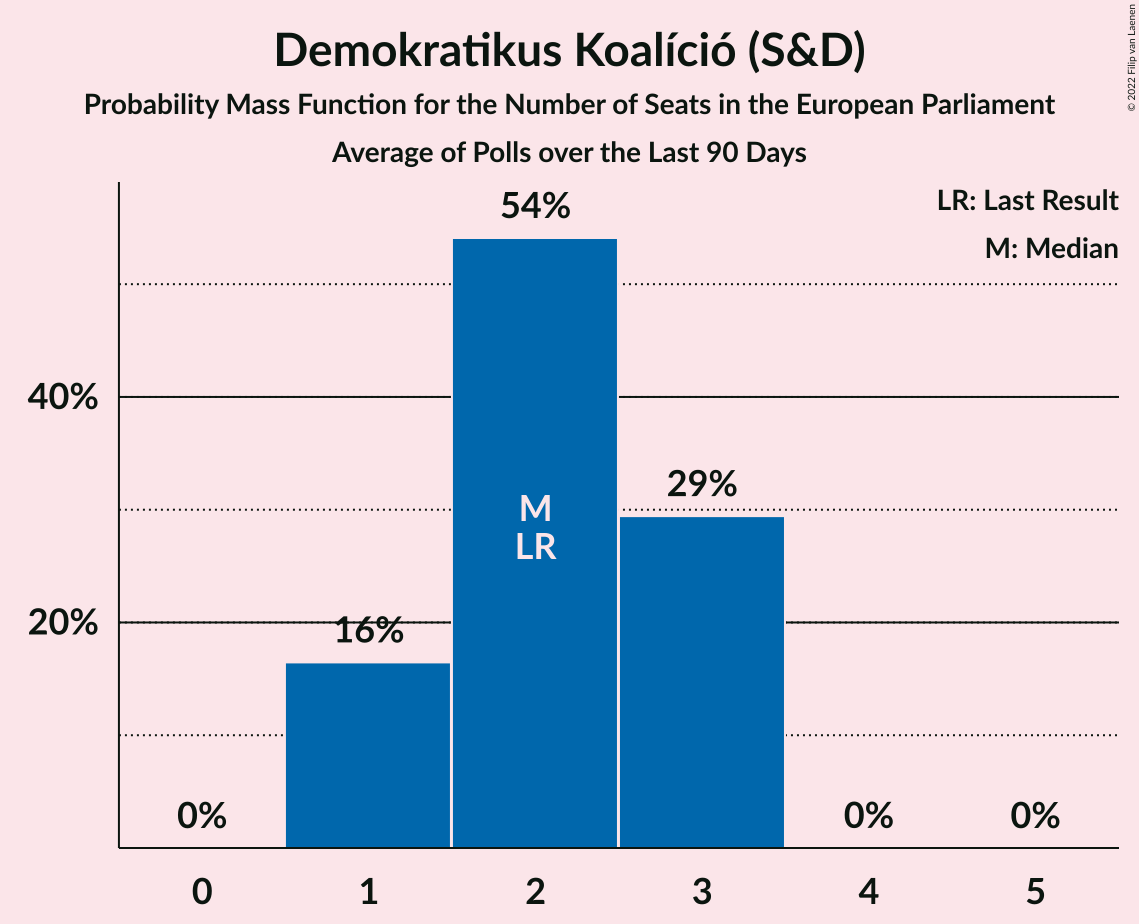 Demokratikus Koalíció (S&D)
Probability Mass Function for the Number of Seats in the European Parliament
Average of Polls over the Last 90 Days
© 2022 Filip van Laenen
LR: Last Result
M: Median
54%
40%
29%
M
LR
20%
16%
0%
0%
0%
0
1
2
3
4
5